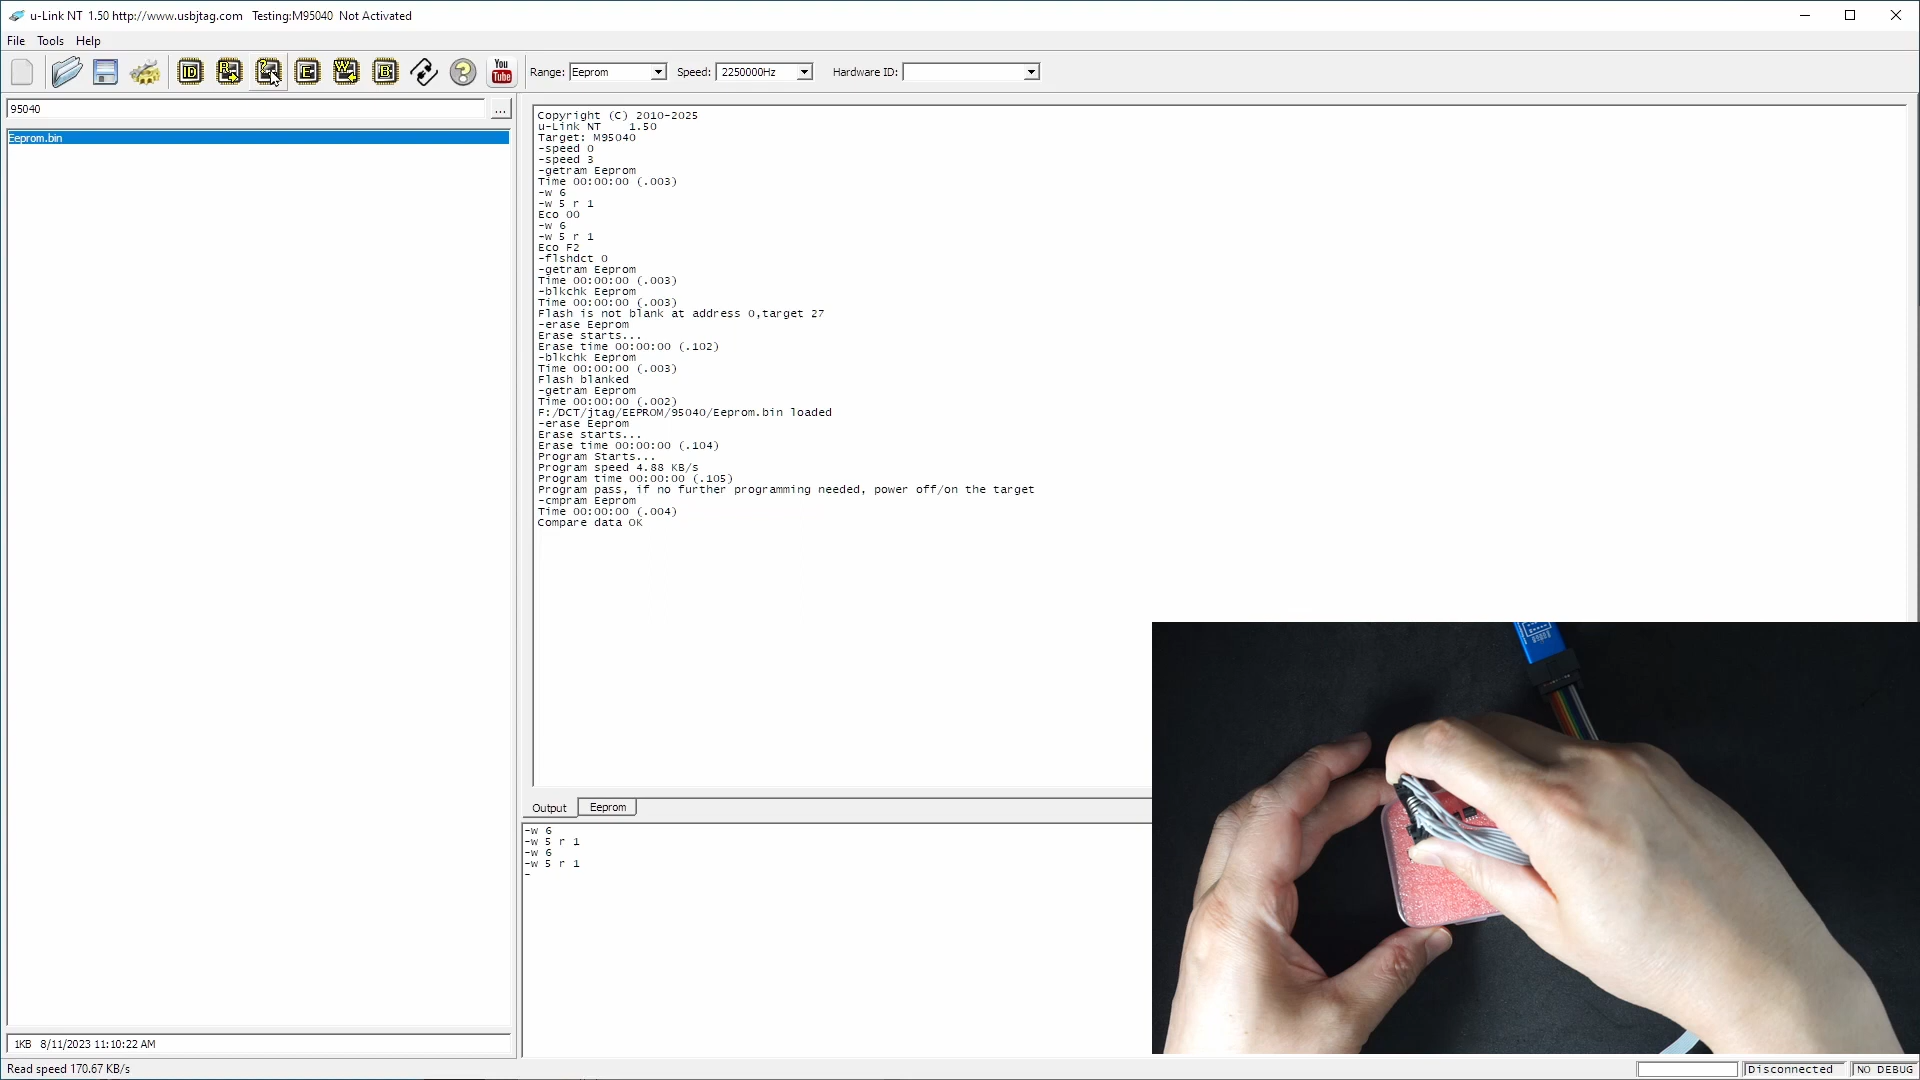 u-Link NT 1.50 http://www.usbjtag.com Testing:M95040 Not Activated
File Tools Help
ID R ? E W B ? You Tube Range: Eeprom Speed: 2250000Hz Hardware ID:
95040 ...
Eeprom.bin
Copyright (C) 2010-2025
u-Link NT 1.50
Target: M95040
-speed 0
-speed 3
-getram Eeprom
Time 00:00:00 (.003)
-w 6
-w 5 r 1
Eco 00
-w 6
-w 5 r 1
Eco F2
-flshdct 0
-getram Eeprom
Time 00:00:00 (.003)
-blkchk Eeprom
Time 00:00:00 (.003)
Flash is not blank at address 0,target 27
-erase Eeprom
Erase starts...
Erase time 00:00:00 (.102)
-blkchk Eeprom
Time 00:00:00 (.003)
Flash blanked
-getram Eeprom
Time 00:00:00 (.002)
F:/DCT/jtag/EEPROM/95040/Eeprom.bin loaded
-erase Eeprom
Erase starts...
Erase time 00:00:00 (.104)
Program Starts...
Program speed 4.88 KB/s
Program time 00:00:00 (.105)
Program pass, if no further programming needed, power off/on the target
-cmpram Eeprom
Time 00:00:00 (.004)
Compare data OK
Output Eeprom
-w 6
-w 5 r 1
-w 6
-w 5 r 1
-
1KB 8/11/2023 11:10:22 AM
Read speed 170.67 KB/s
Disconnected NO DEBUG